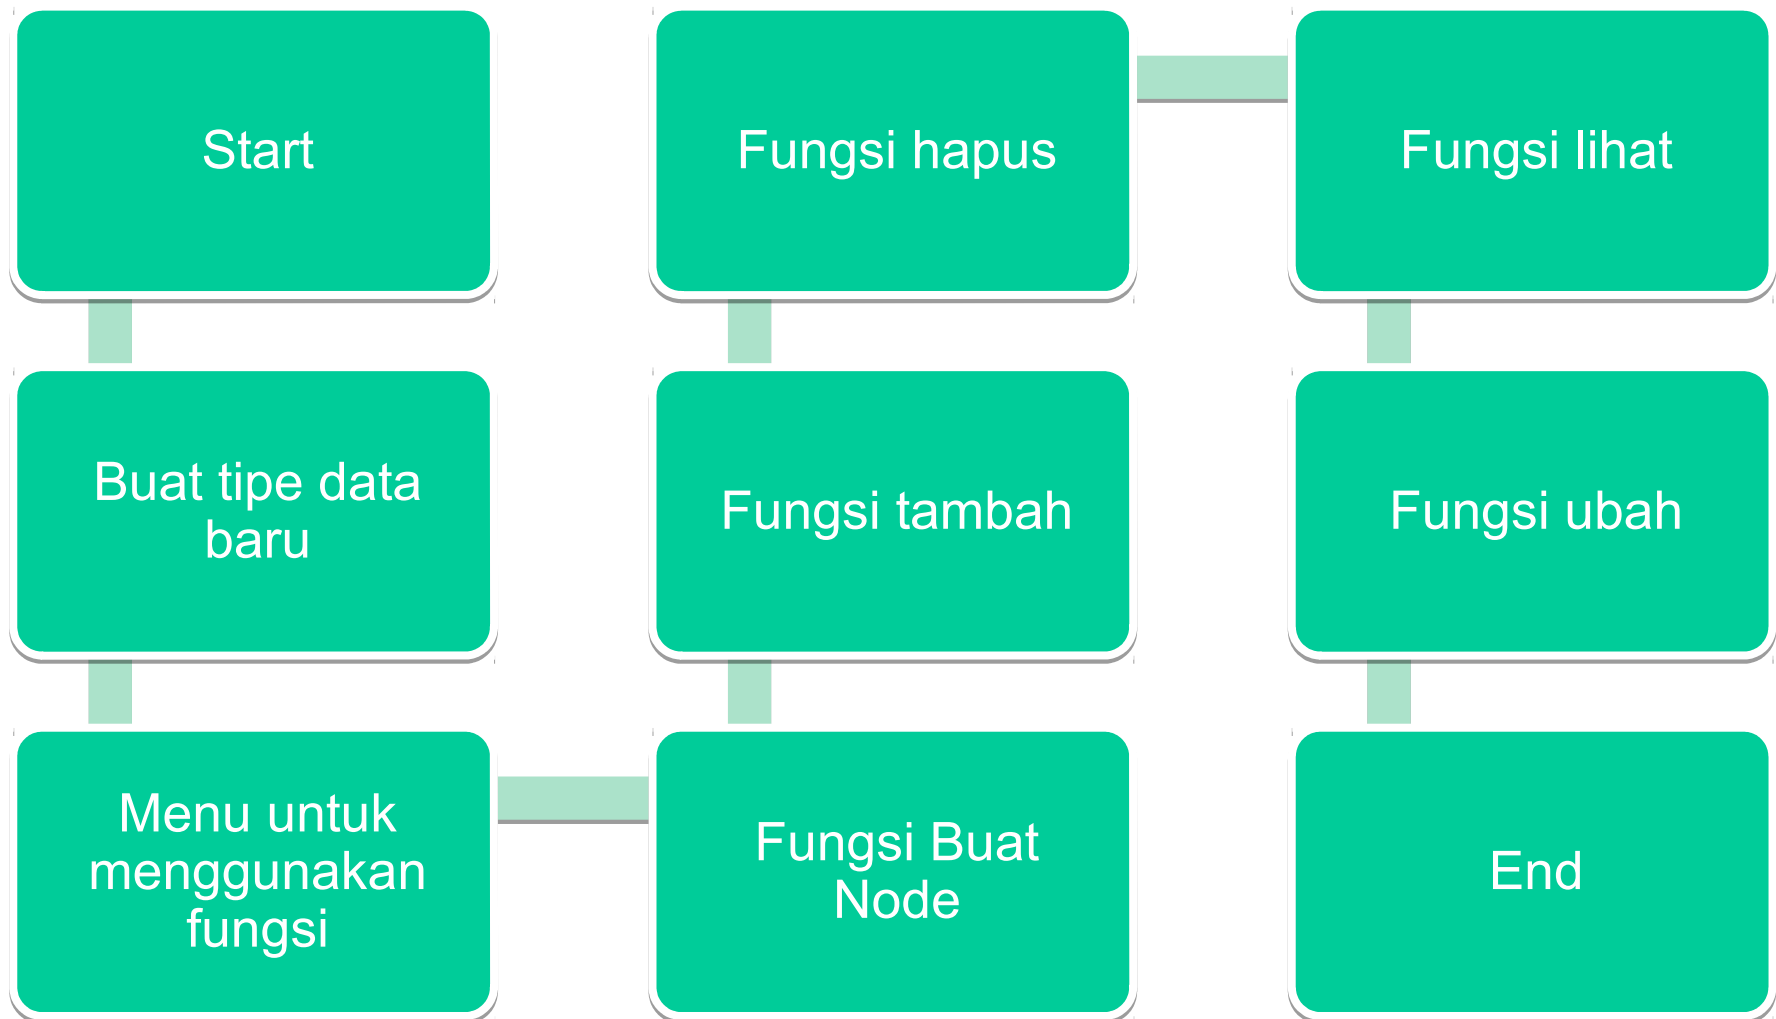 Start
Buat tipe data
baru
Menu untuk
menggunakan
fungsi
Fungsi Buat
Node
Fungsi tambah
Fungsi hapus
Fungsi lihat
Fungsi ubah
End